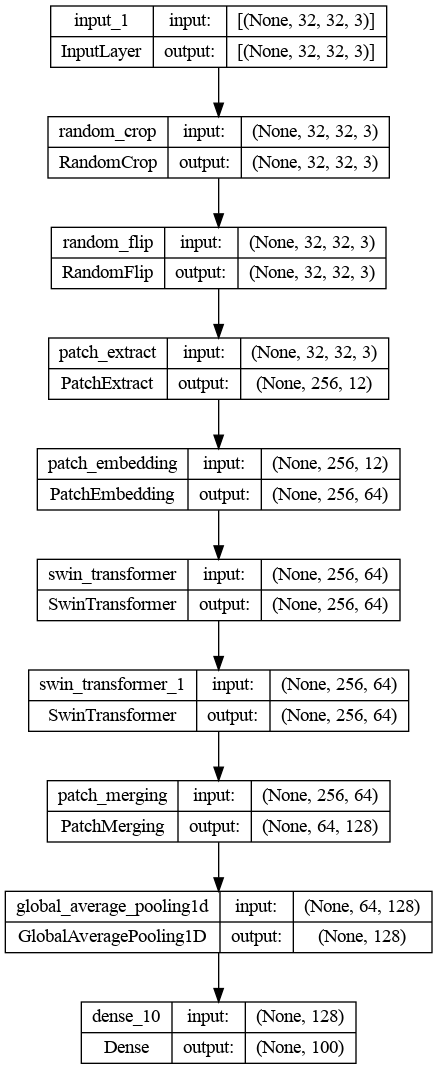 input_1 input: [(None, 32, 32, 3)]
InputLayer output: [(None, 32, 32, 3)]
random_crop input: (None, 32, 32, 3)
RandomCrop output: (None, 32, 32, 3)
random_flip input: (None, 32, 32, 3)
RandomFlip output: (None, 32, 32, 3)
patch_extract input: (None, 32, 32, 3)
PatchExtract output: (None, 256, 12)
patch_embedding input: (None, 256, 12)
PatchEmbedding output: (None, 256, 64)
swin_transformer input: (None, 256, 64)
SwinTransformer output: (None, 256, 64)
swin_transformer_1 input: (None, 256, 64)
SwinTransformer output: (None, 256, 64)
patch_merging input: (None, 256, 64)
PatchMerging output: (None, 64, 128)
global_average_pooling1d input: (None, 64, 128)
GlobalAveragePooling1D output: (None, 128)
dense_10 input: (None, 128)
Dense output: (None, 100)